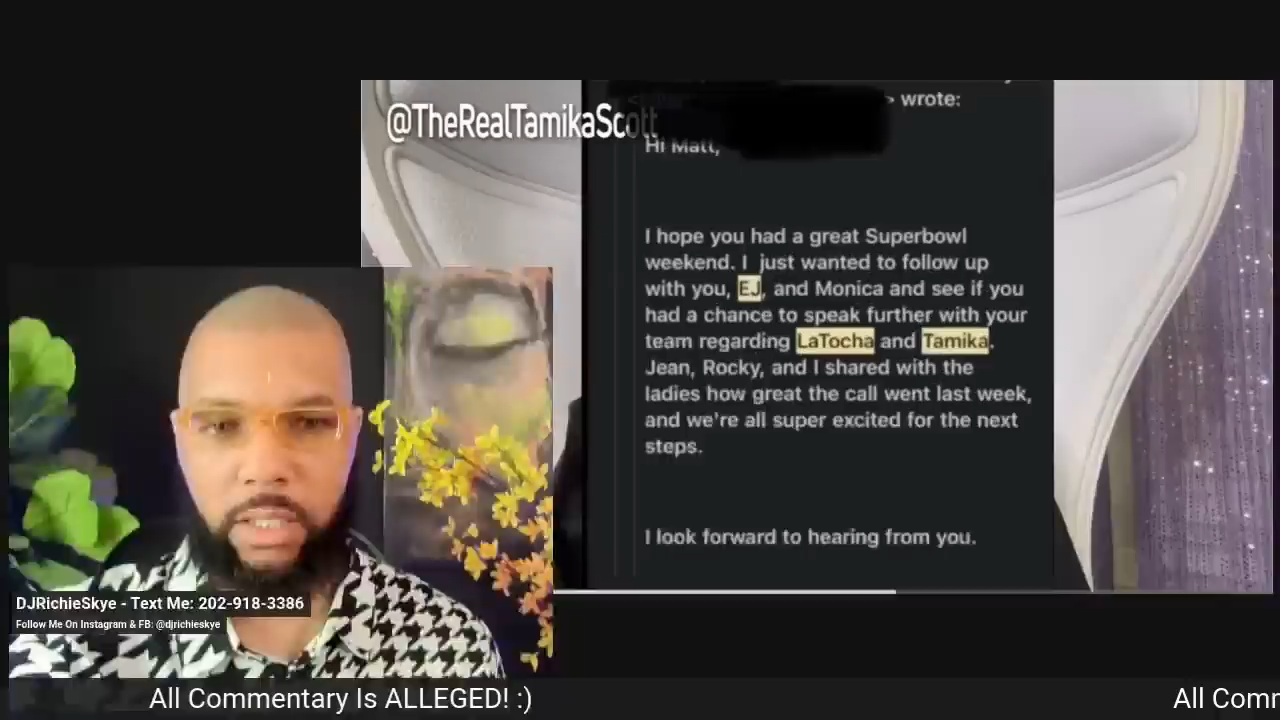 @TheRealTamikaScott
> wrote:
Hi Matt,
I hope you had a great Superbowl
weekend. I just wanted to follow up
with you, EJ, and Monica and see if you
had a chance to speak further with your
team regarding LaTocha and Tamika.
Jean, Rocky, and I shared with the
ladies how great the call went last week,
and we're all super excited for the next
steps.
I look forward to hearing from you.
DJRichieSkye - Text Me: 202-918-3386
Follow Me On Instagram & FB: @djrichieskye
All Commentary Is ALLEGED! :)
All Comm